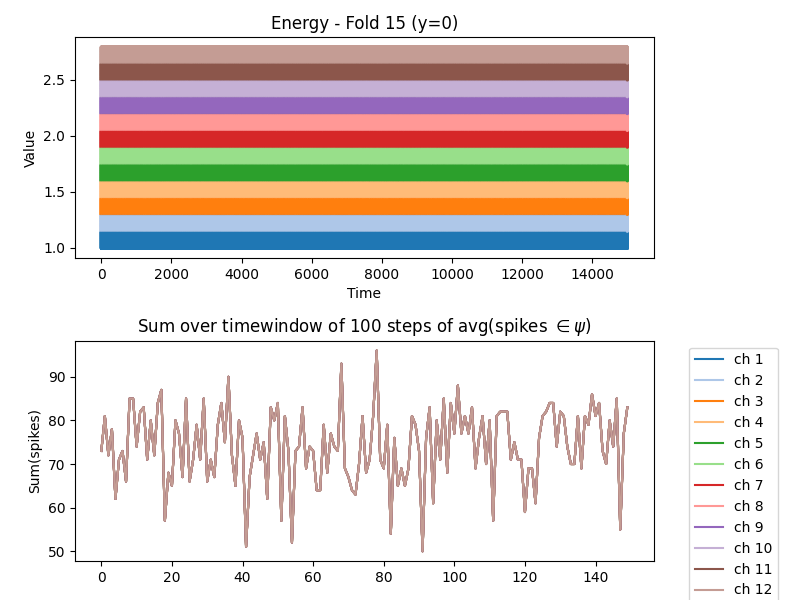 Energy - Fold 15 (y=0)
Value
2.5
2.0
1.5
1.0
0 2000 4000 6000 8000 10000 12000 14000
Time
Sum over timewindow of 100 steps of avg(spikes ∈ ψ)
Sum(spikes)
90
80
70
60
50
0 20 40 60 80 100 120 140
ch 1
ch 2
ch 3
ch 4
ch 5
ch 6
ch 7
ch 8
ch 9
ch 10
ch 11
ch 12